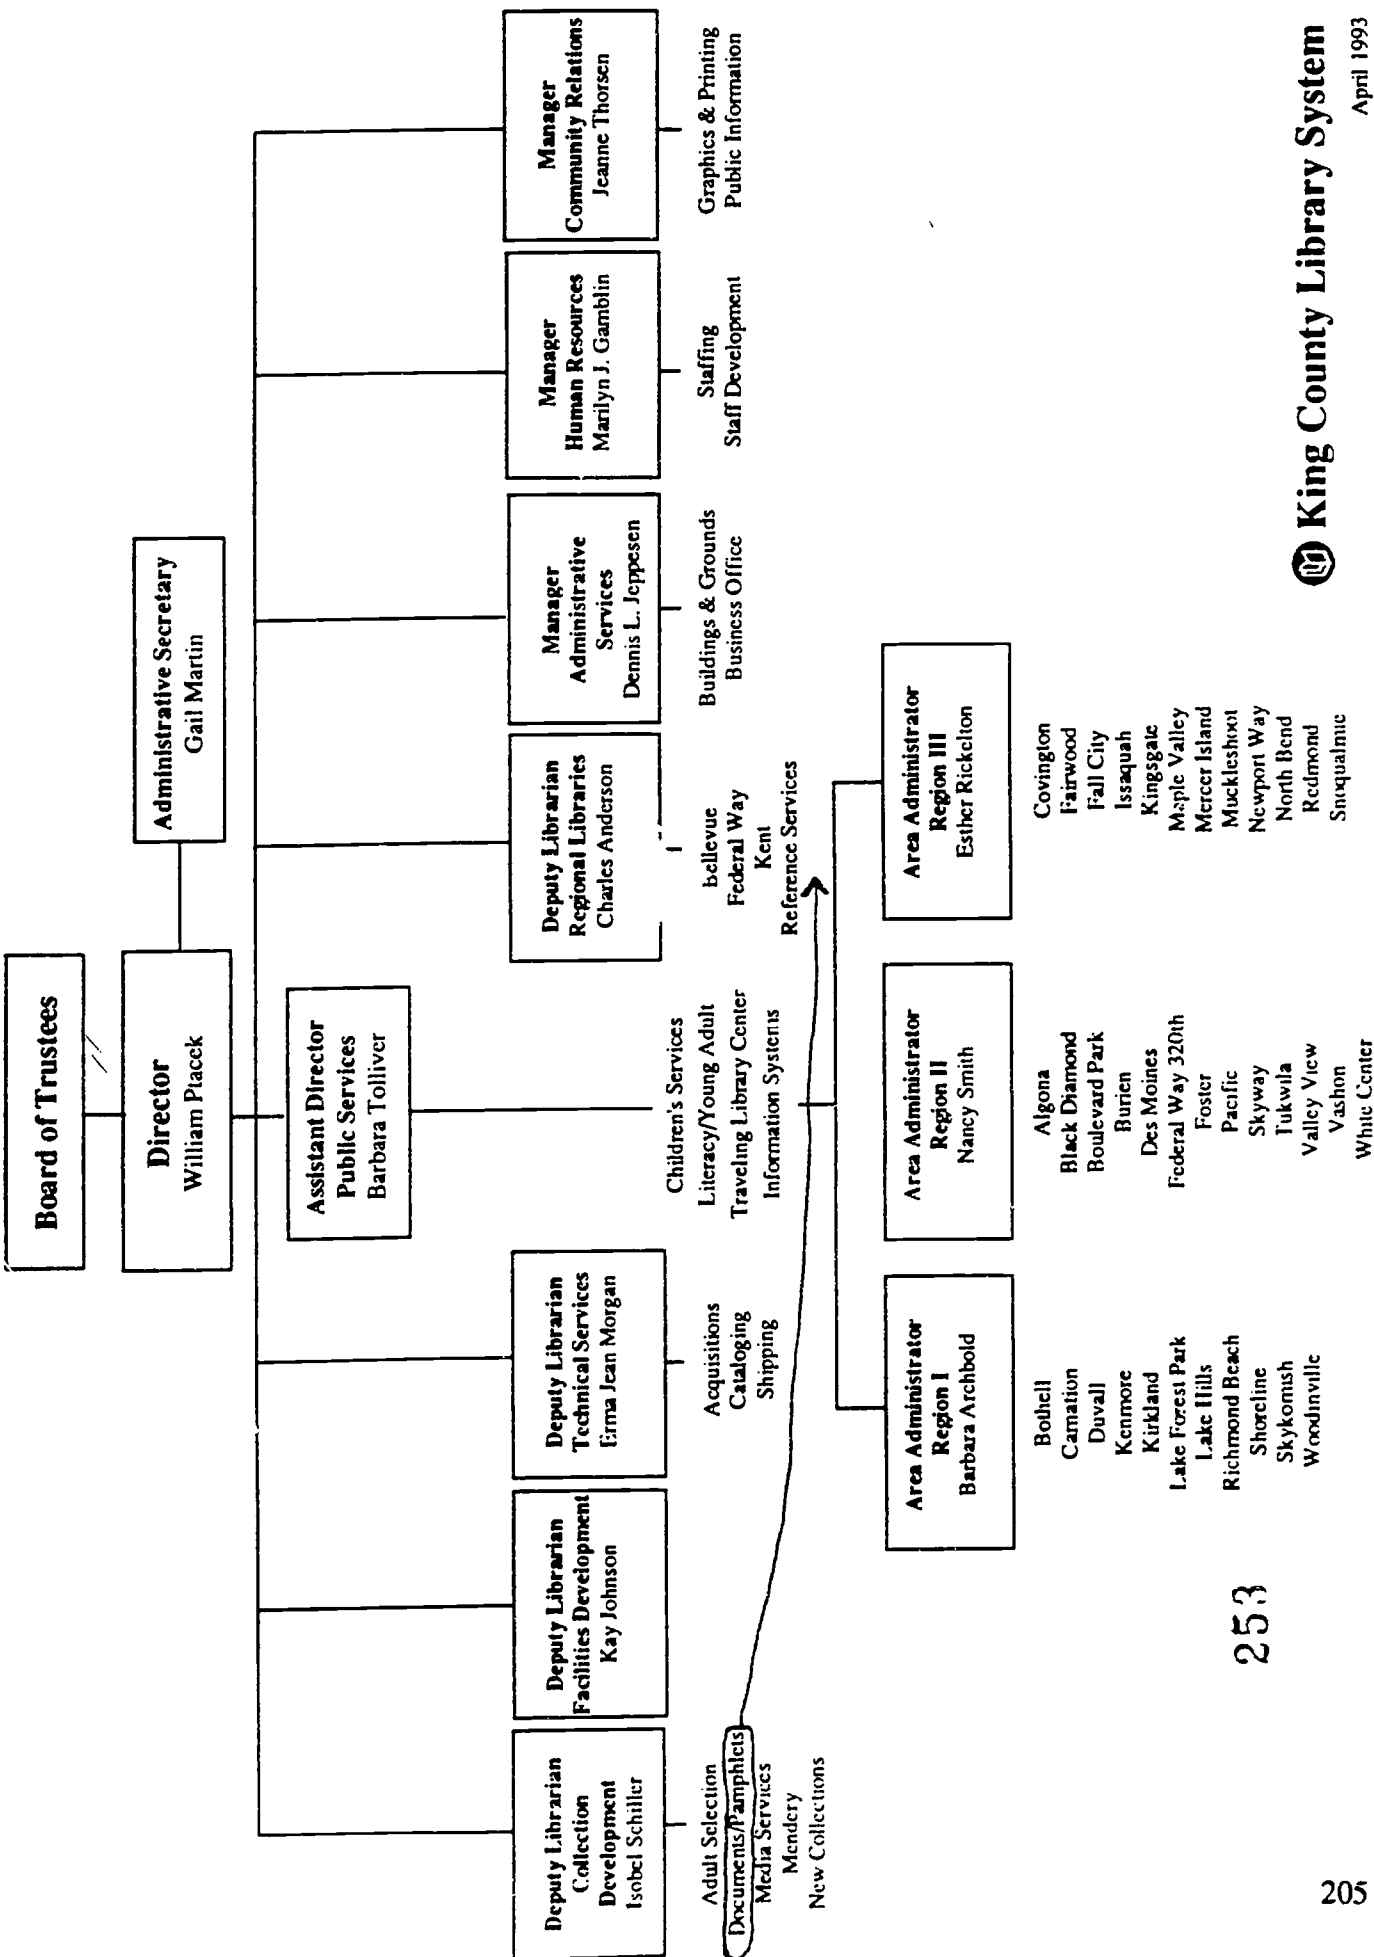 Board of Trustees
Director
William Ptacek
Administrative Secretary
Gail Martin
Assistant Director
Public Services
Barbara Tolliver
Deputy Librarian
Collection
Development
Isobel Schiller
Adult Selection
Documents/Pamphlets
Media Services
Mendery
New Collections
Deputy Librarian
Facilities Development
Kay Johnson
Deputy Librarian
Technical Services
Erma Jean Morgan
Acquisitions
Cataloging
Shipping
Children's Services
Literacy/Young Adult
Traveling Library Center
Information Systems
Deputy Librarian
Regional Libraries
Charles Anderson
Bellevue
Federal Way
Kent
Reference Services
Manager
Administrative
Services
Dennis L. Jeppesen
Buildings & Grounds
Business Office
Manager
Human Resources
Marilyn J. Gamblin
Staffing
Staff Development
Manager
Community Relations
Jeanne Thorsen
Graphics & Printing
Public Information
Area Administrator
Region I
Barbara Archbold
Bothell
Carnation
Duvall
Kenmore
Kirkland
Lake Forest Park
Lake Hills
Richmond Beach
Shoreline
Skykomish
Woodinville
Area Administrator
Region II
Nancy Smith
Algona
Black Diamond
Boulevard Park
Burien
Des Moines
Federal Way 320th
Foster
Pacific
Skyway
Tukwila
Valley View
Vashon
White Center
Area Administrator
Region III
Esther Rickelton
Covington
Fairwood
Fall City
Issaquah
Kingsgate
Maple Valley
Mercer Island
Muckleshoot
Newport Way
North Bend
Redmond
Snoqualmie
King County Library System
April 1993
253
205